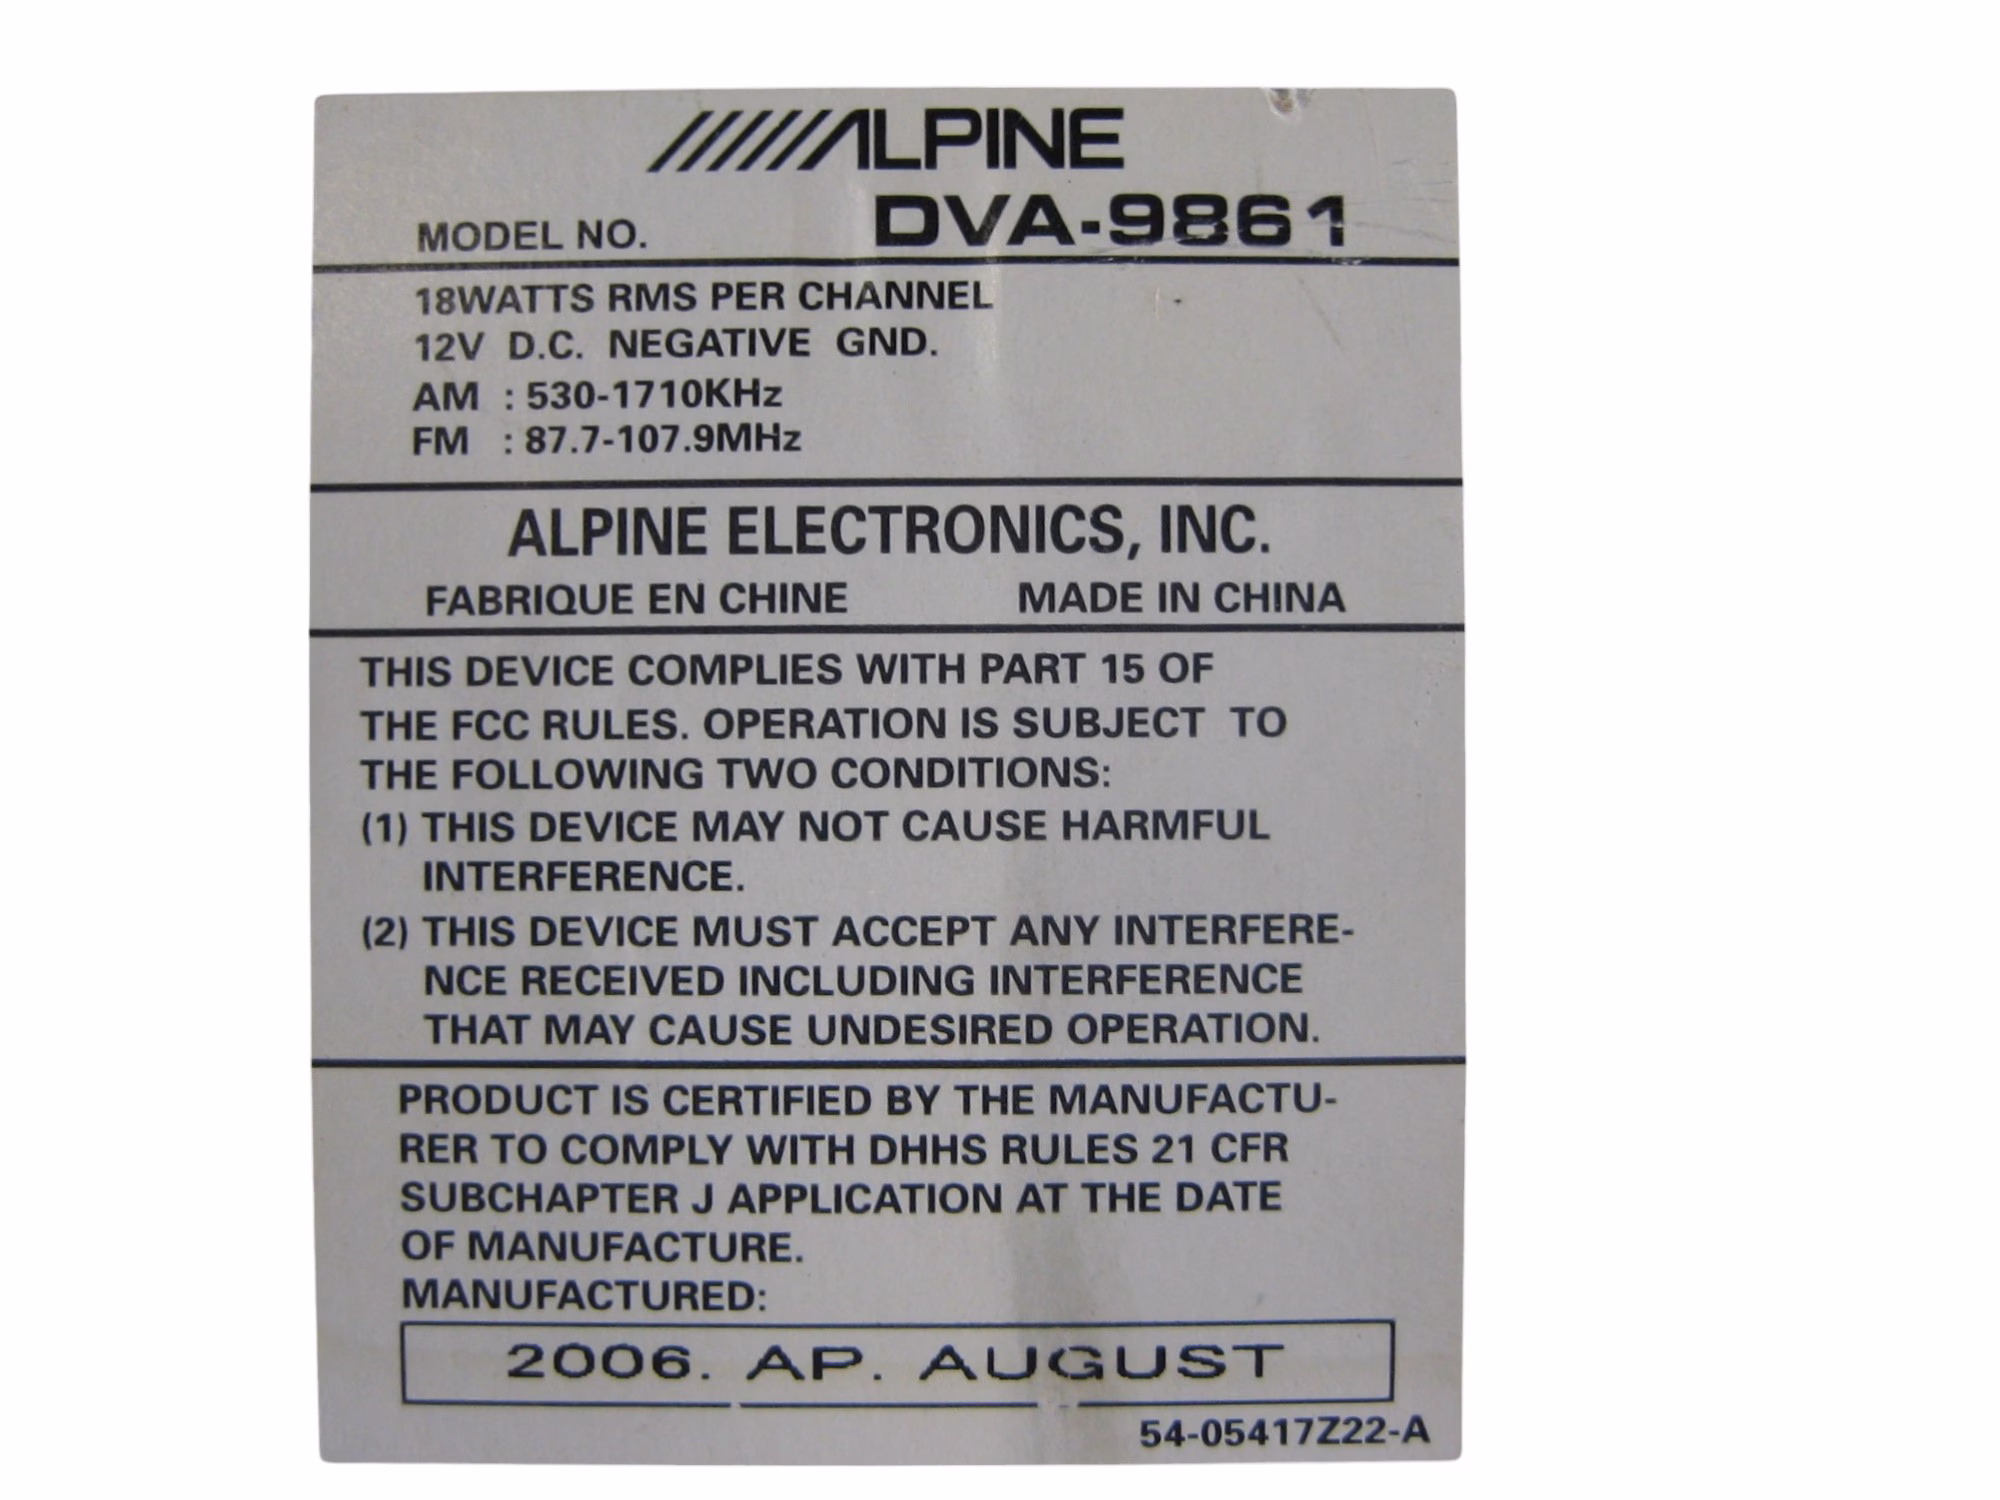 ALPINE
MODEL NO. DVA-9861
18WATTS RMS PER CHANNEL
12V D.C. NEGATIVE GND.
AM : 530-1710KHz
FM : 87.7-107.9MHz
ALPINE ELECTRONICS, INC.
FABRIQUE EN CHINE MADE IN CHINA
THIS DEVICE COMPLIES WITH PART 15 OF
THE FCC RULES. OPERATION IS SUBJECT TO
THE FOLLOWING TWO CONDITIONS:
(1) THIS DEVICE MAY NOT CAUSE HARMFUL
INTERFERENCE.
(2) THIS DEVICE MUST ACCEPT ANY INTERFERE-
NCE RECEIVED INCLUDING INTERFERENCE
THAT MAY CAUSE UNDESIRED OPERATION.
PRODUCT IS CERTIFIED BY THE MANUFACTU-
RER TO COMPLY WITH DHHS RULES 21 CFR
SUBCHAPTER J APPLICATION AT THE DATE
OF MANUFACTURE.
MANUFACTURED:
2006. AP. AUGUST
54-05417Z22-A